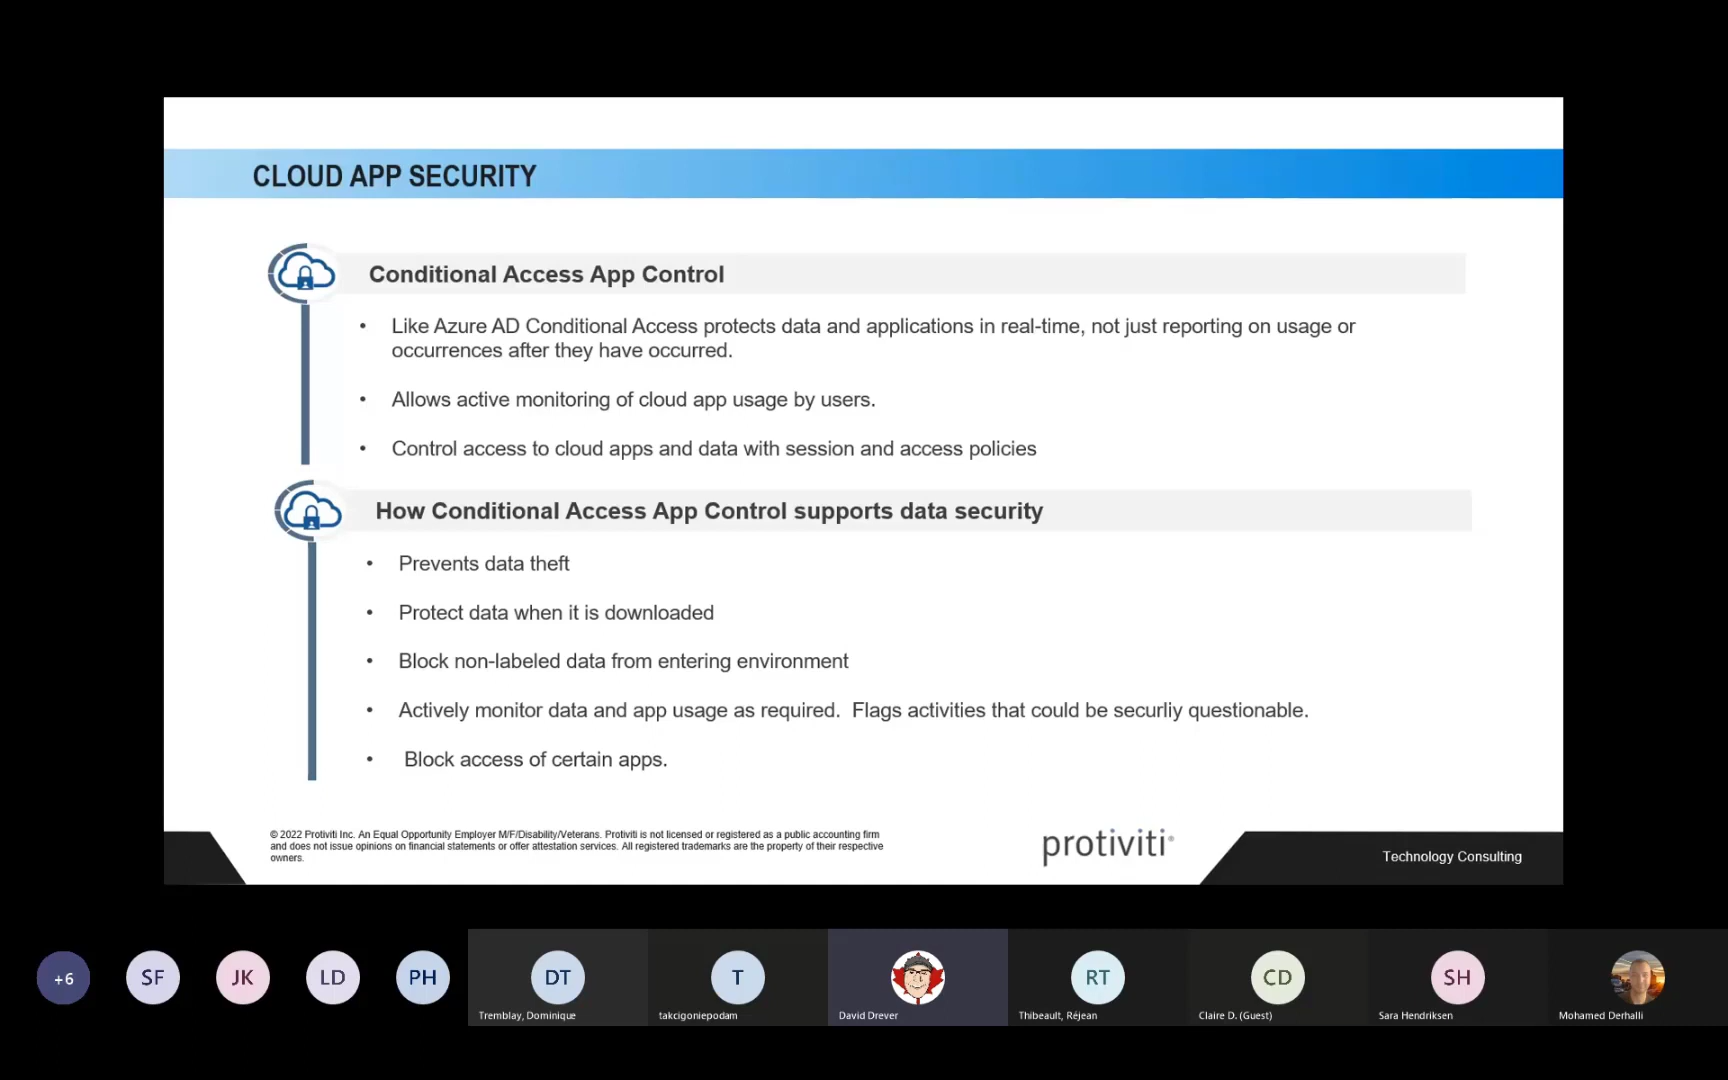 CLOUD APP SECURITY
Conditional Access App Control
• Like Azure AD Conditional Access protects data and applications in real-time, not just reporting on usage or
occurrences after they have occurred.
• Allows active monitoring of cloud app usage by users.
• Control access to cloud apps and data with session and access policies
How Conditional Access App Control supports data security
• Prevents data theft
• Protect data when it is downloaded
• Block non-labeled data from entering environment
• Actively monitor data and app usage as required.  Flags activities that could be securliy questionable.
• Block access of certain apps.
© 2022 Protiviti Inc. An Equal Opportunity Employer M/F/Disability/Veterans. Protiviti is not licensed or registered as a public accounting firm
and does not issue opinions on financial statements or offer attestation services. All registered trademarks are the property of their respective
owners.
protiviti®
Technology Consulting
+6
SF
JK
LD
PH
DT
Tremblay, Dominique
T
takcigoniepodam
David Drever
RT
Thibeault, Réjean
CD
Claire D. (Guest)
SH
Sara Hendriksen
Mohamed Derhalli